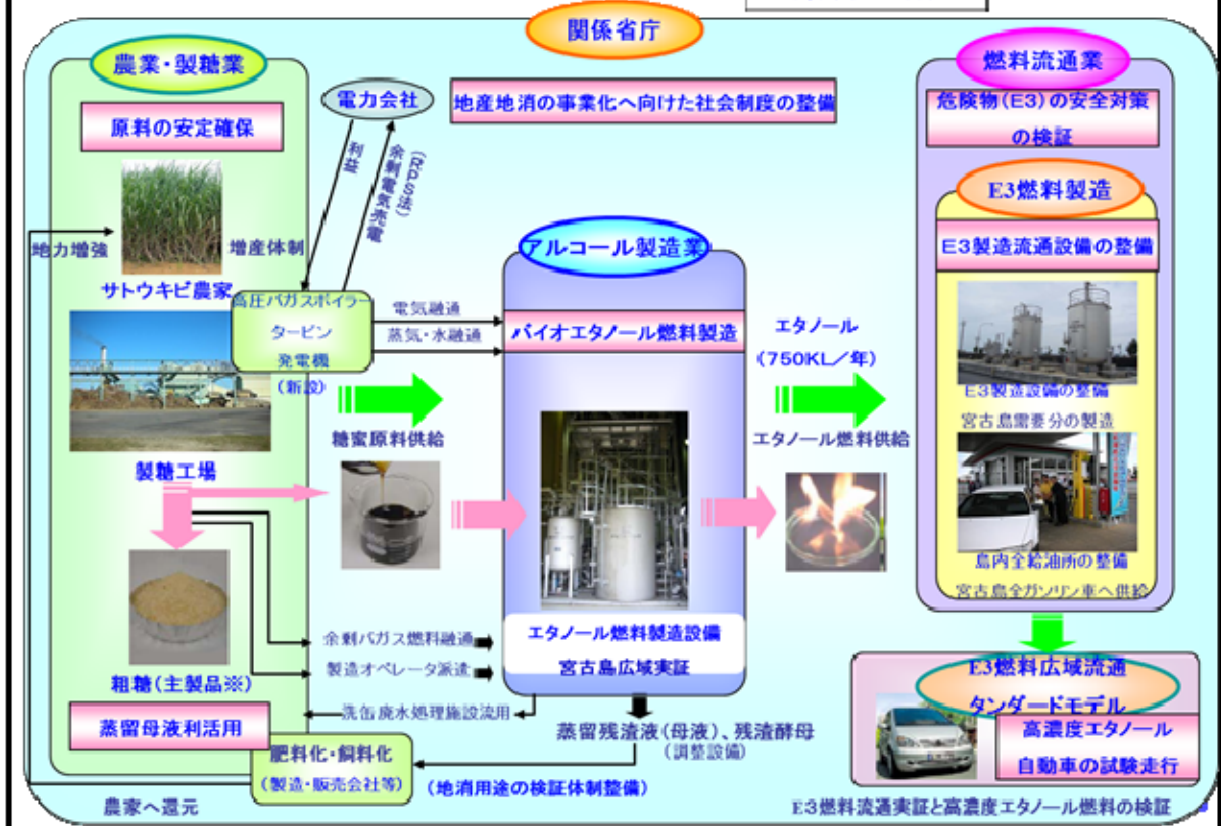 関係省庁
農業・製糖業
燃料流通業
電力会社
地産地消の事業化へ向けた社会制度の整備
危険物(E3)の安全対策
の検証
原料の安定確保
利益
余剰電気売電
(RPS法)
E3燃料製造
地力増強
増産体制
アルコール製造業
E3製造流通設備の整備
サトウキビ農家
高圧バガスボイラー
タービン
発電機
(新設)
電気融通
蒸気・水融通
バイオエタノール燃料製造
エタノール
(750KL/年)
E3製造設備の整備
宮古島需要分の製造
糖蜜原料供給
エタノール燃料供給
製糖工場
島内全給油所の整備
宮古島全ガソリン車へ供給
余剰バガス燃料融通
製造オペレータ派遣
エタノール燃料製造設備
宮古島広域実証
粗糖(主製品※)
洗缶廃水処理施設流用
E3燃料広域流通
タンダードモデル
蒸留母液利活用
蒸留残渣液(母液)、残渣酵母
(調整設備)
高濃度エタノール
自動車の試験走行
肥料化・飼料化
(製造・販売会社等)
(地消用途の検証体制整備)
農家へ還元
E3燃料流通実証と高濃度エタノール燃料の検証